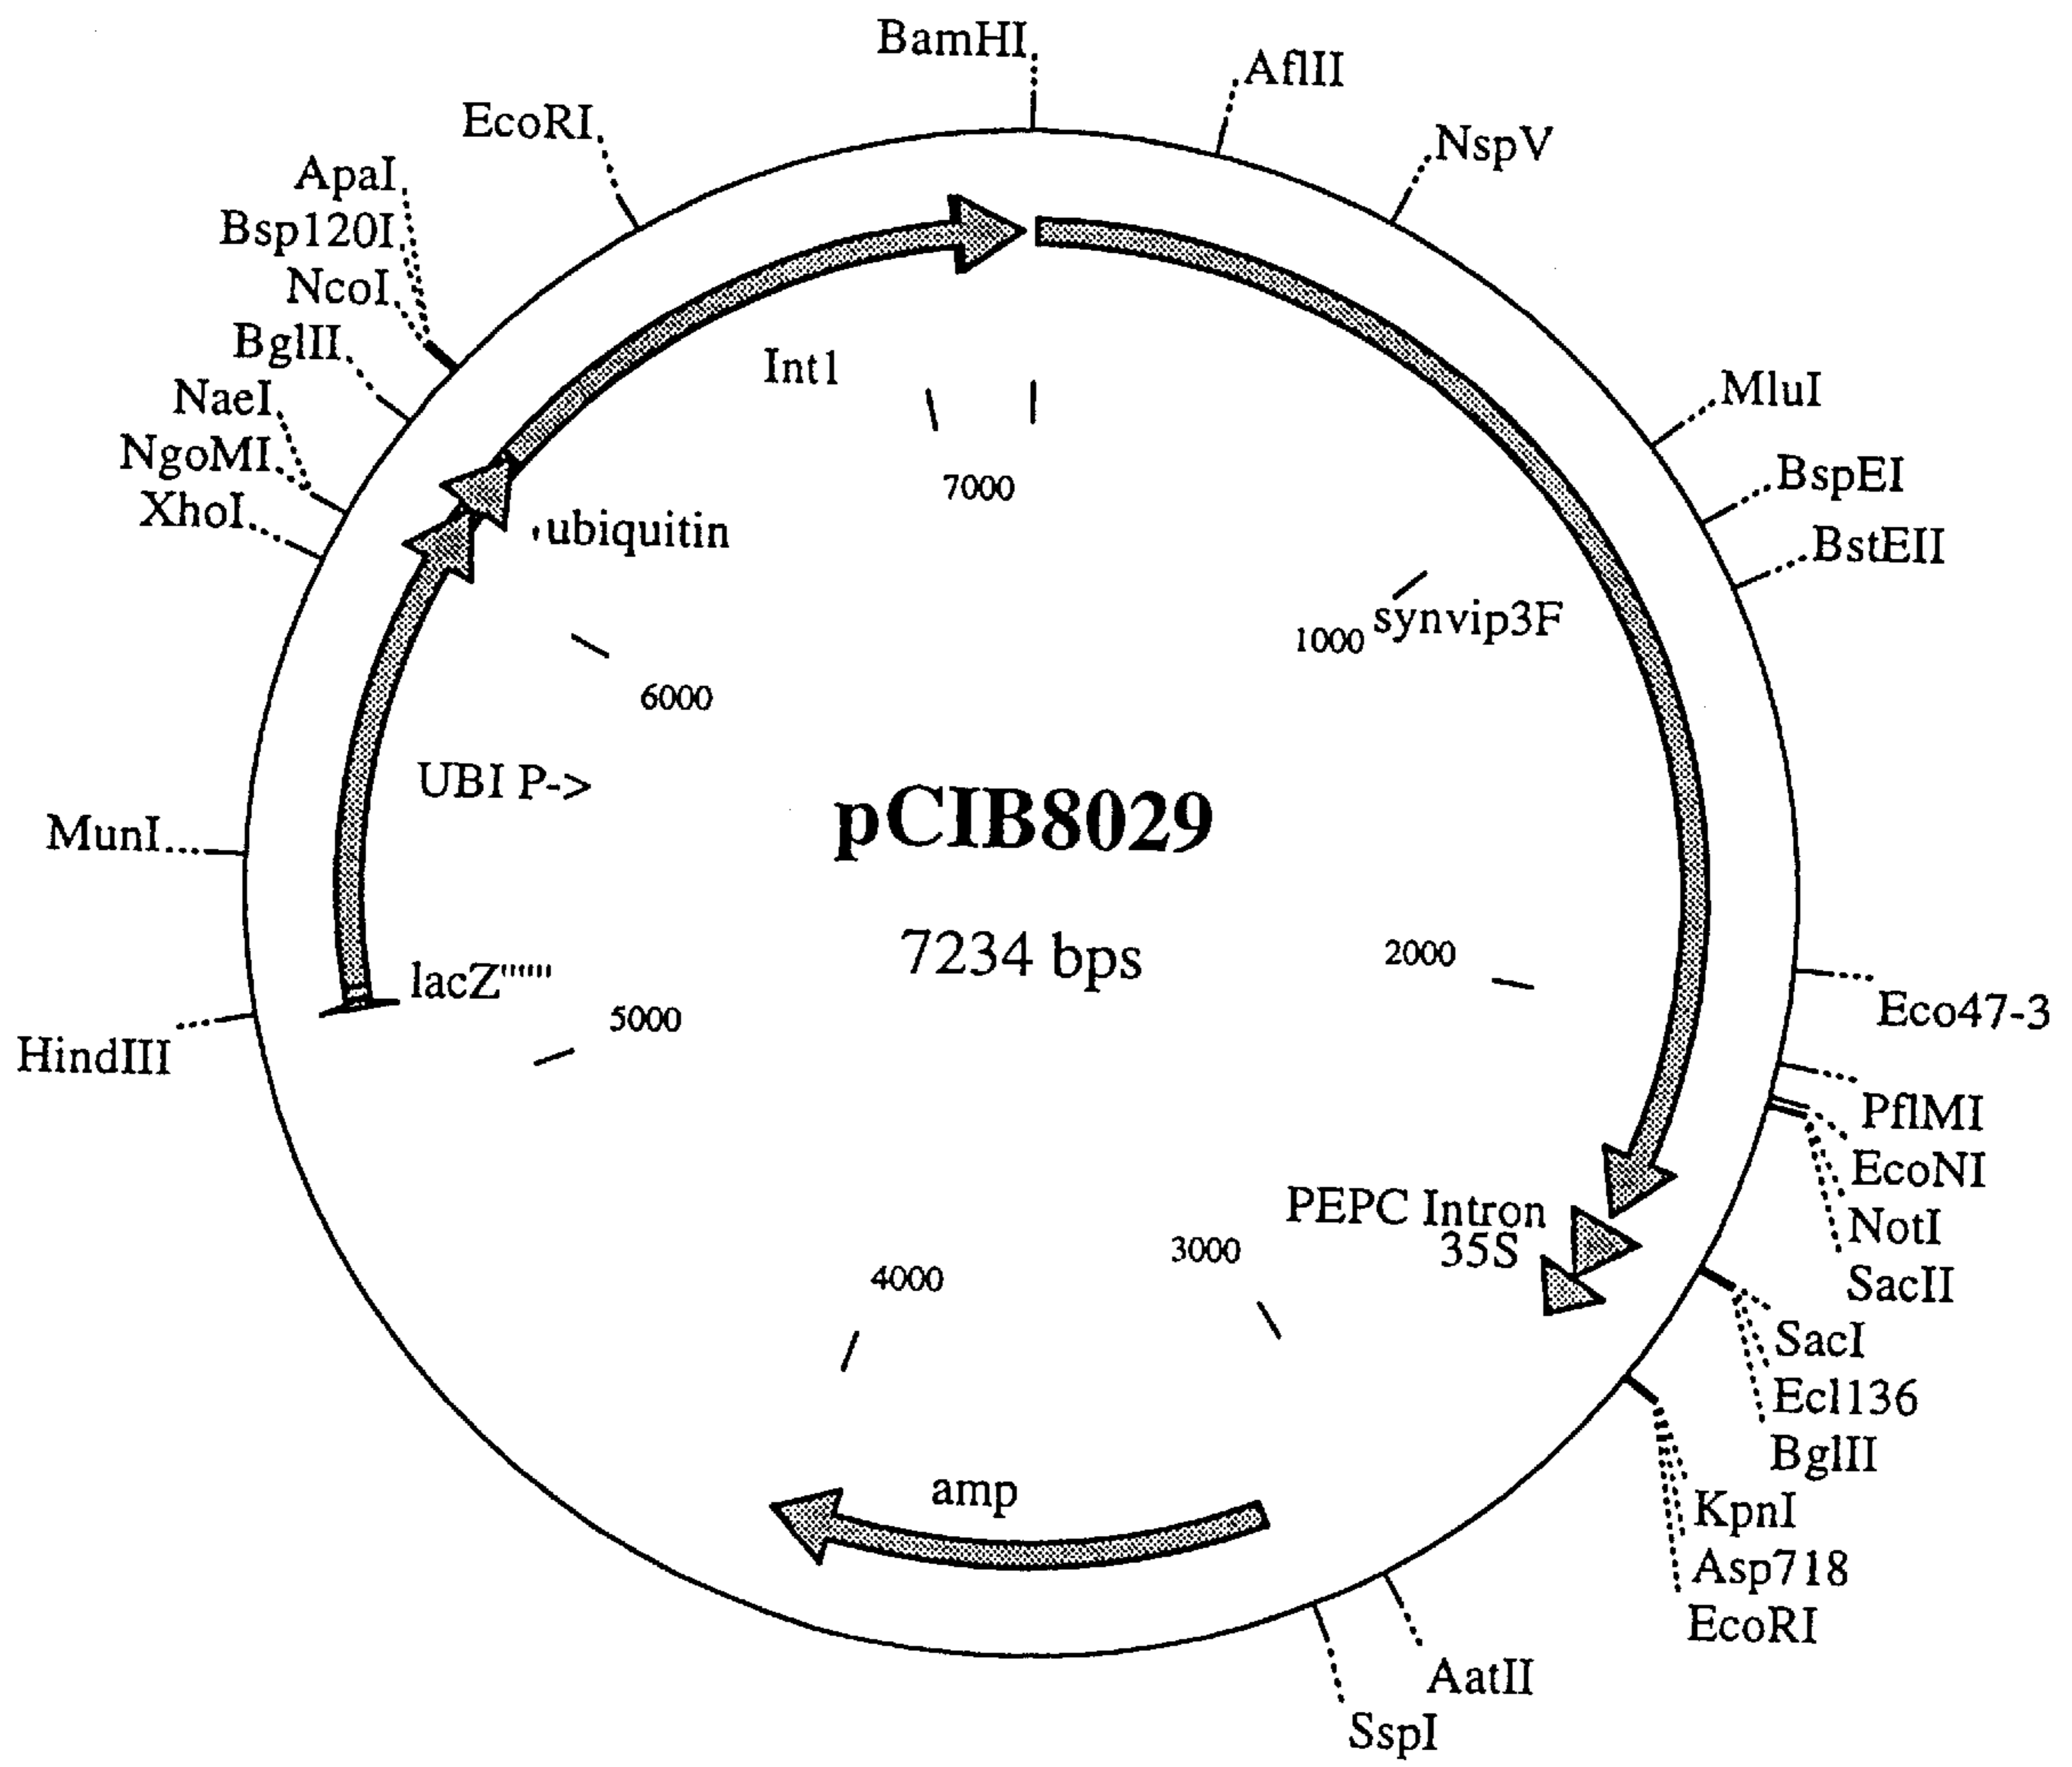 BamHI
AflII
EcoRI
NspV
ApaI
Bsp120I
NcoI
BglII
NaeI
NgoMI
XhoI
Int1
7000
MluI
BspEI
BstEII
ubiquitin
1000
synvip3F
6000
UBI P->
pCIB8029
7234 bps
MunI
lacZ''''''
5000
HindIII
2000
Eco47-3
PflMI
EcoNI
NotI
SacII
PEPC Intron
35S
3000
4000
SacI
Ecl136
BglII
KpnI
Asp718
EcoRI
amp
AatII
SspI